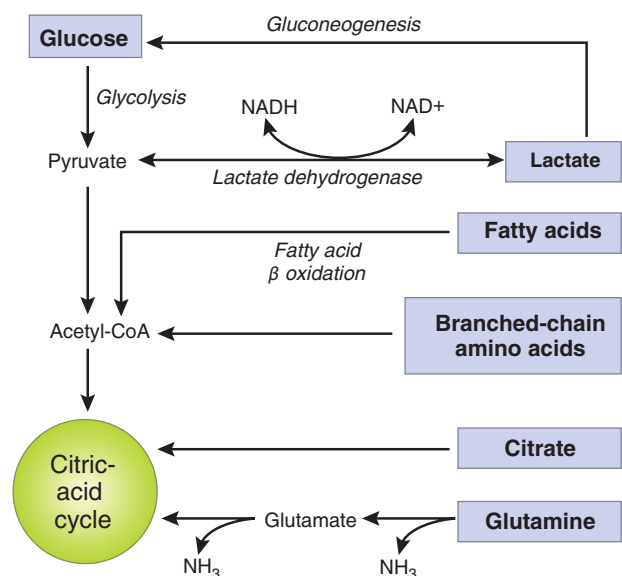 Gluconeogenesis
Glucose
Glycolysis
NADH
NAD+
Pyruvate
Lactate
Lactate dehydrogenase
Fatty acids
Fatty acid
β oxidation
Branched-chain
amino acids
Acetyl-CoA
Citrate
Citric-
acid
cycle
Glutamate
Glutamine
NH3
NH3